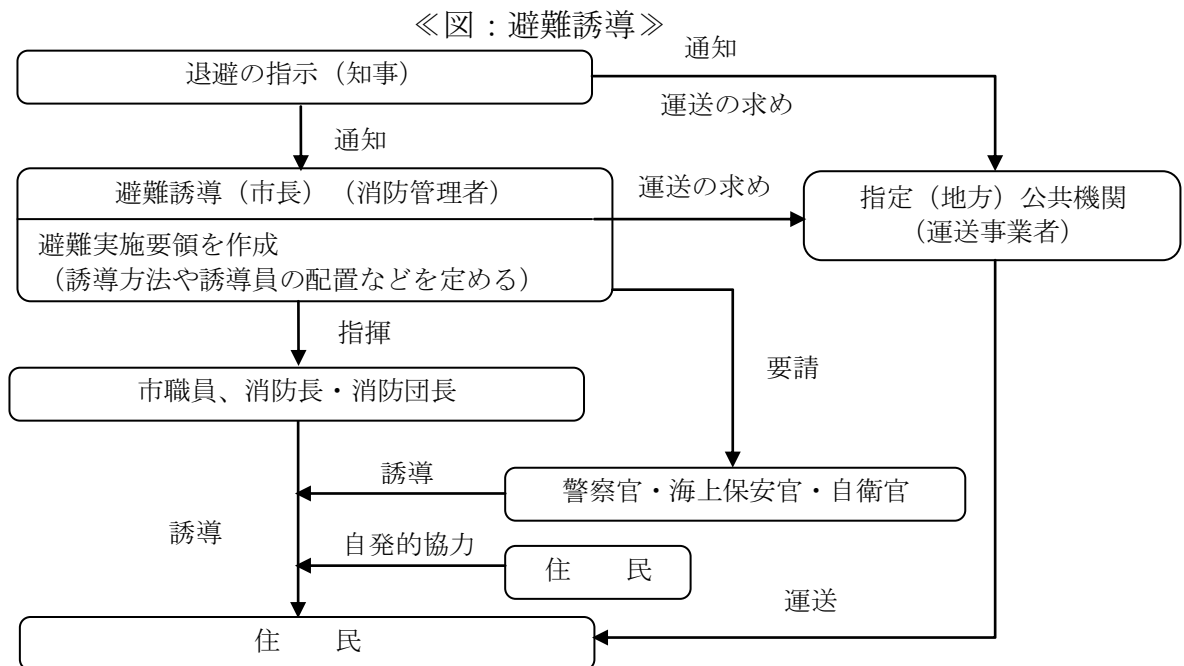 ≪図：避難誘導≫
通知
退避の指示（知事）
運送の求め
通知
避難誘導（市長）（消防管理者）
運送の求め
指定（地方）公共機関
（運送事業者）
避難実施要領を作成
（誘導方法や誘導員の配置などを定める）
指揮
要請
市職員、消防長・消防団長
誘導
警察官・海上保安官・自衛官
誘導
自発的協力
住　　民
運送
住　　民